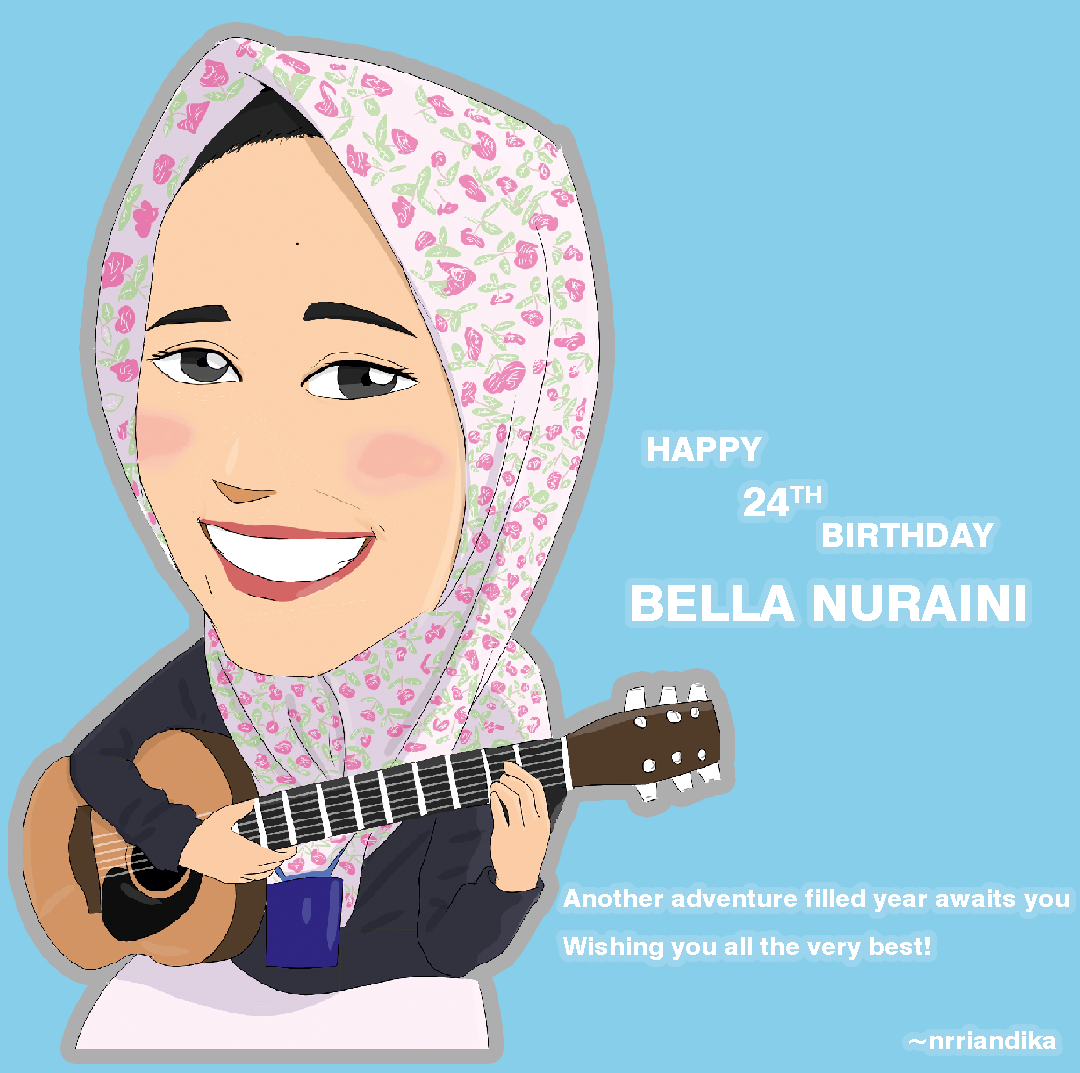 HAPPY
24TH
BIRTHDAY
BELLA NURAINI
Another adventure filled year awaits you
Wishing you all the very best!
~nrriandika